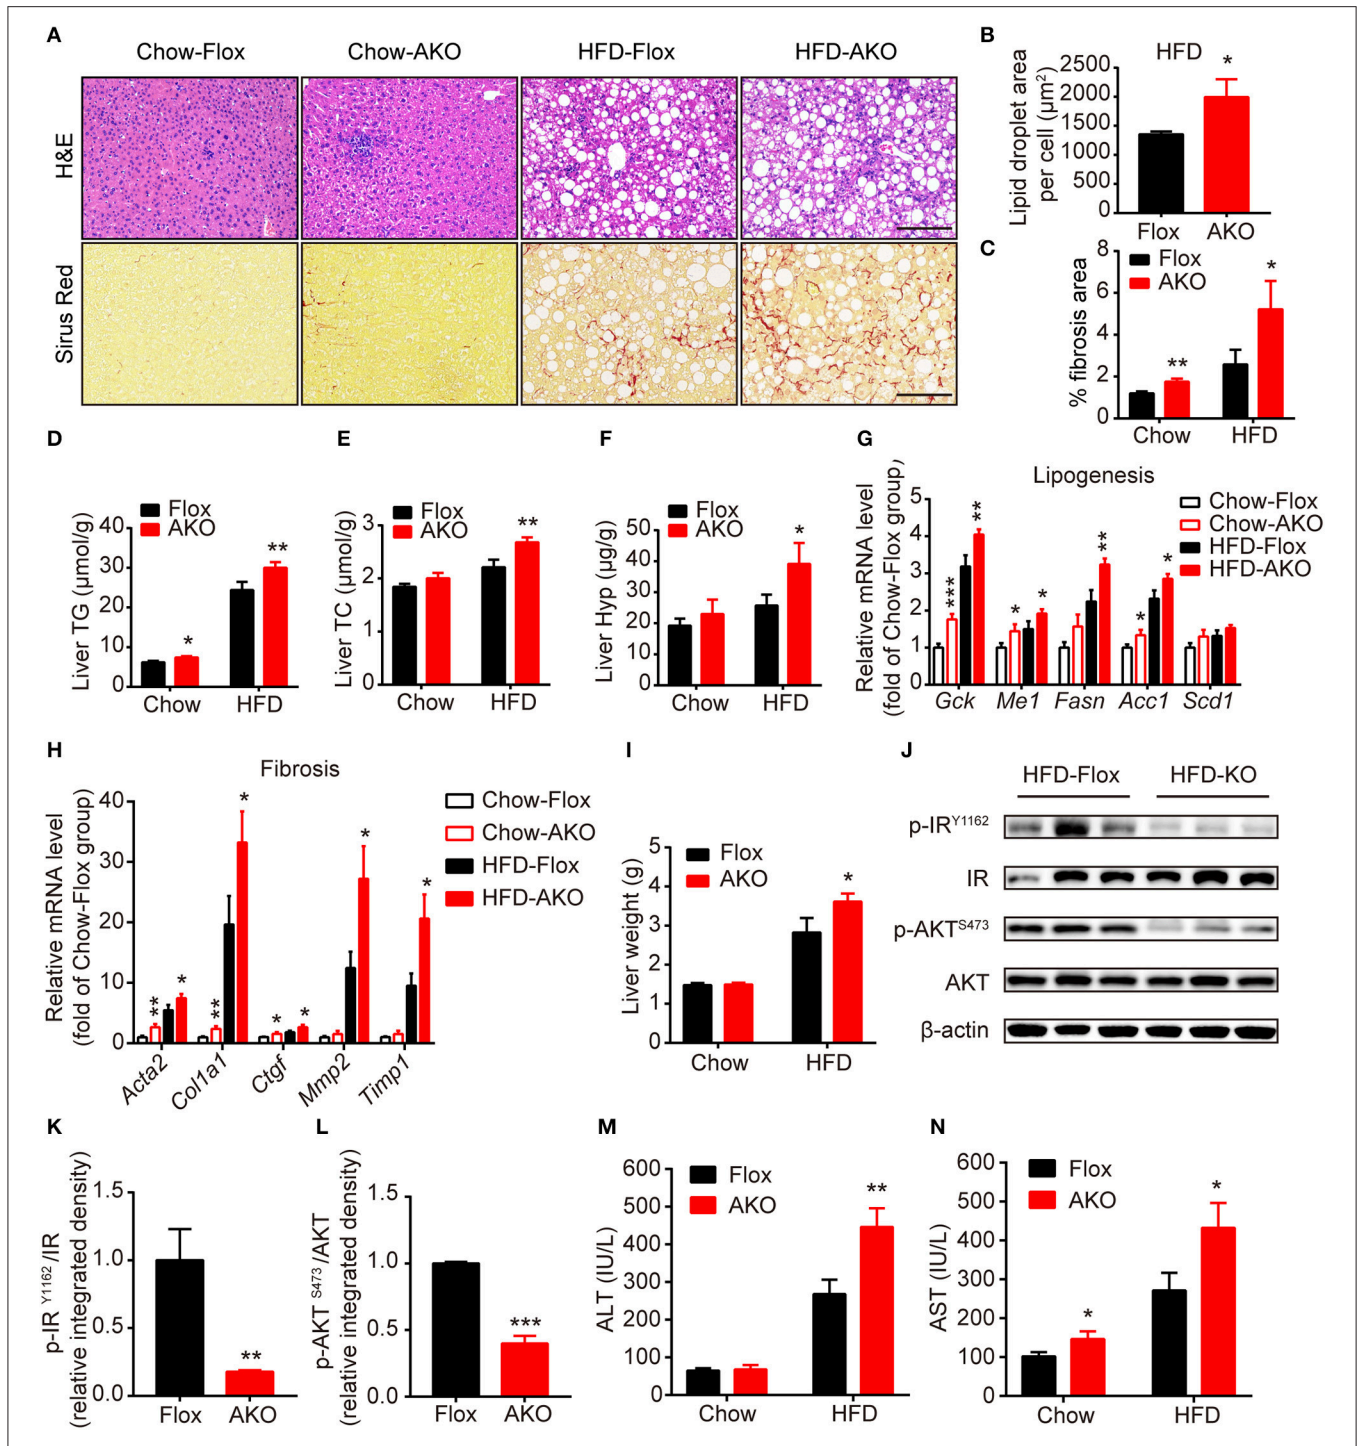 A
Chow-Flox
Chow-AKO
HFD-Flox
HFD-AKO
H&E
Sirus Red
B
HFD
*
Lipid droplet area
per cell (µm²)
2500
2000
1500
1000
500
0
Flox
AKO
C
Flox
AKO
% fibrosis area
8
6
4
2
0
**
*
Chow
HFD
D
Flox
AKO
Liver TG (µmol/g)
40
30
20
10
0
*
**
Chow
HFD
E
Flox
AKO
Liver TC (µmol/g)
3
2
1
0
**
Chow
HFD
F
Flox
AKO
Liver Hyp (µg/g)
50
40
30
20
10
0
*
Chow
HFD
G
Lipogenesis
Relative mRNA level
(fold of Chow-Flox group)
5
4
3
2
1
0
***
**
*
*
**
*
*
Chow-Flox
Chow-AKO
HFD-Flox
HFD-AKO
Gck
Me1
Fasn
Acc1
Scd1
H
Fibrosis
Relative mRNA level
(fold of Chow-Flox group)
40
30
20
10
0
**
*
**
*
*
*
*
*
Chow-Flox
Chow-AKO
HFD-Flox
HFD-AKO
Acta2
Col1a1
Ctgf
Mmp2
Timp1
I
Flox
AKO
Liver weight (g)
5
4
3
2
1
0
*
Chow
HFD
J
HFD-Flox
HFD-KO
p-IR^Y1162
IR
p-AKT^S473
AKT
β-actin
K
p-IR ^Y1162/IR
(relative integrated density)
1.5
1.0
0.5
0.0
**
Flox
AKO
L
p-AKT ^S473/AKT
(relative integrated density)
1.5
1.0
0.5
0.0
***
Flox
AKO
M
Flox
AKO
ALT (IU/L)
600
500
400
300
200
100
0
**
Chow
HFD
N
Flox
AKO
AST (IU/L)
600
500
400
300
200
100
0
*
*
Chow
HFD